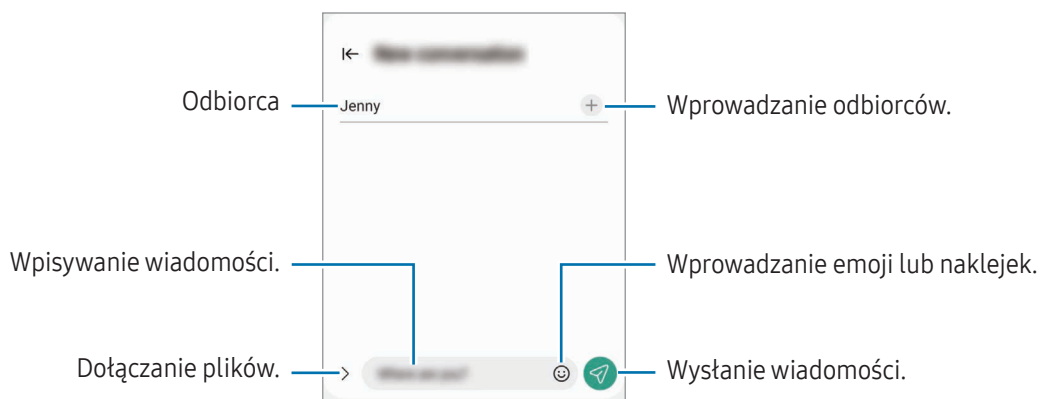 Odbiorca
Jenny
Wprowadzanie odbiorców.
Wpisywanie wiadomości.
Wprowadzanie emoji lub naklejek.
Dołączanie plików.
Wysłanie wiadomości.